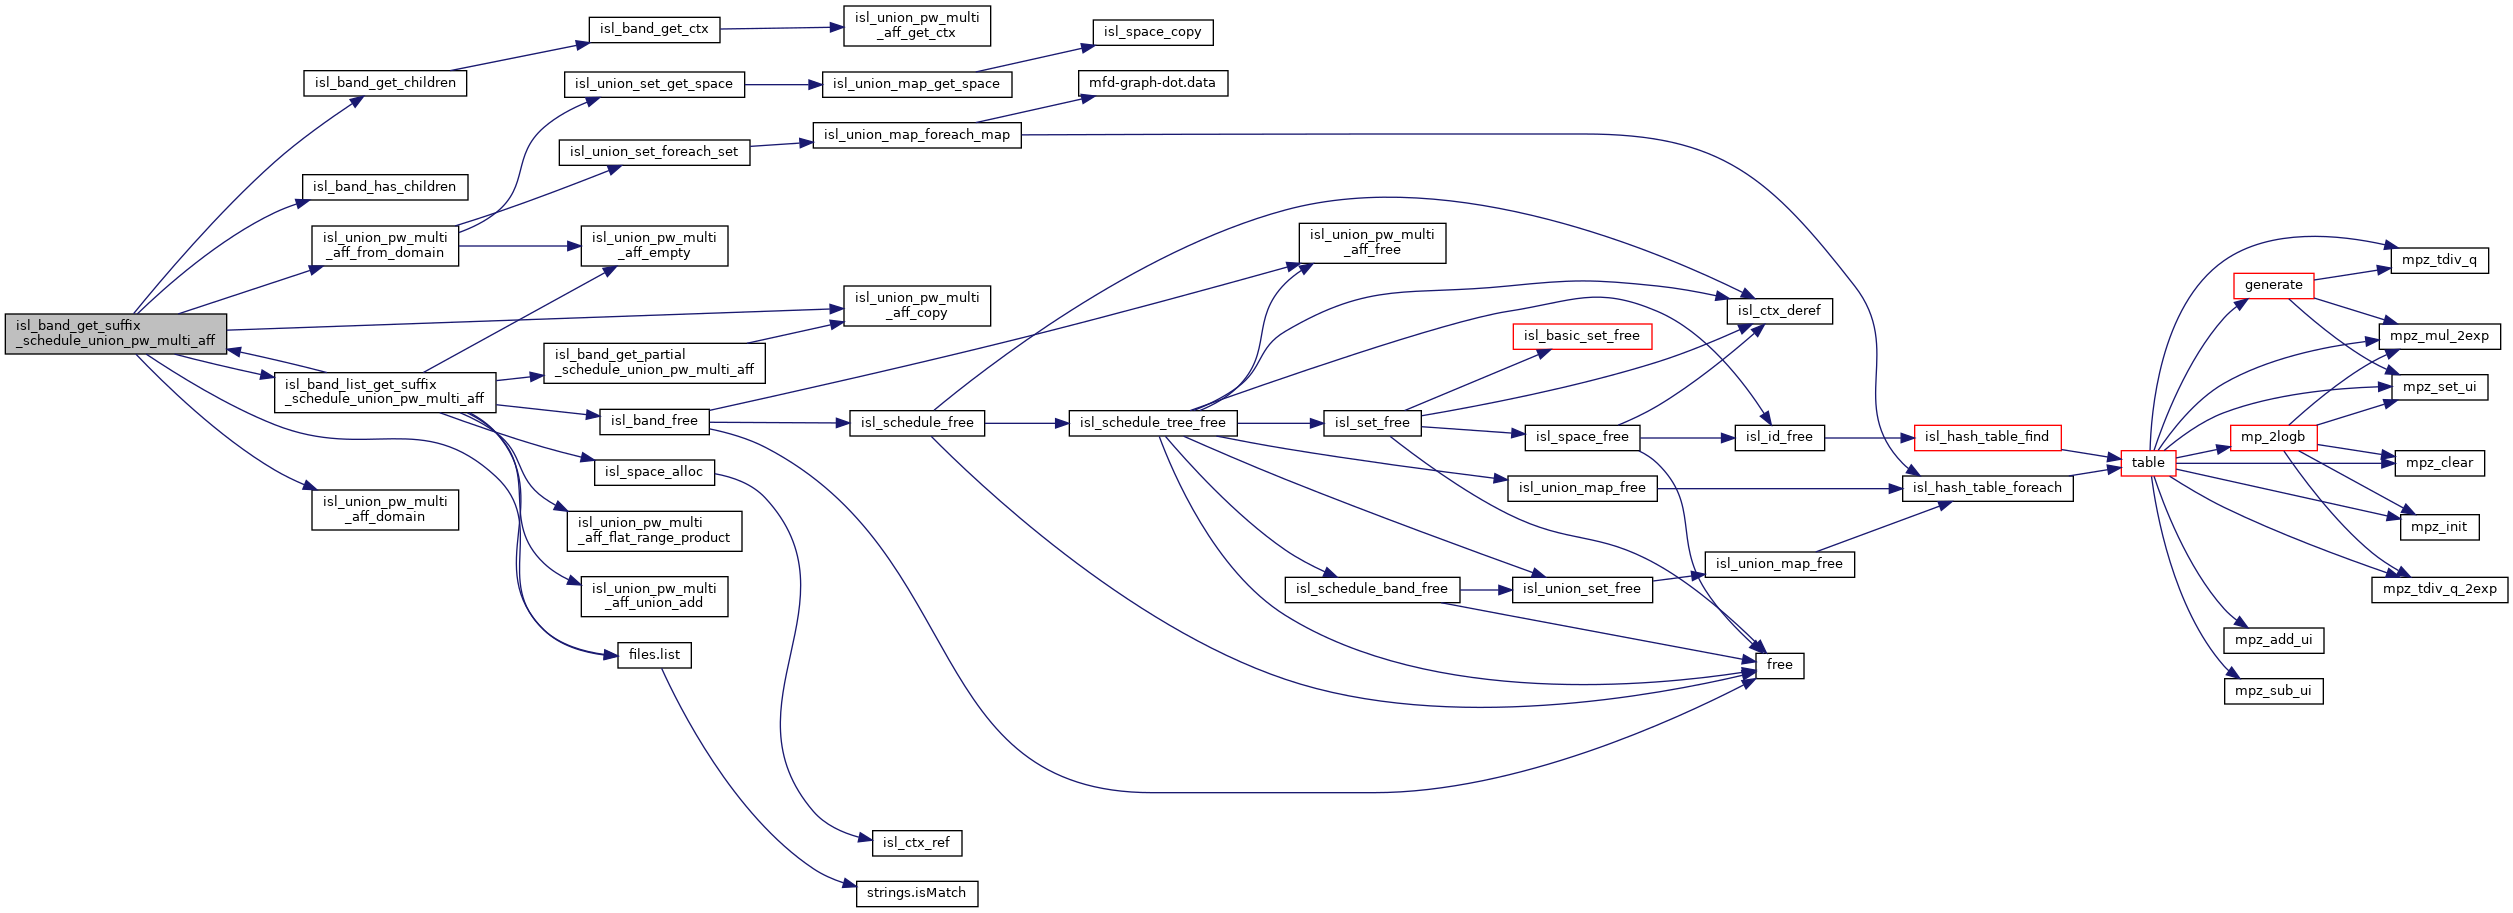 isl_band_get_suffix
_schedule_union_pw_multi_aff
isl_band_get_children
isl_band_has_children
isl_union_pw_multi
_aff_from_domain
isl_band_list_get_suffix
_schedule_union_pw_multi_aff
isl_union_pw_multi
_aff_domain
isl_band_get_ctx
isl_union_set_get_space
isl_union_set_foreach_set
isl_union_pw_multi
_aff_empty
isl_band_get_partial
_schedule_union_pw_multi_aff
isl_band_free
isl_space_alloc
isl_union_pw_multi
_aff_flat_range_product
isl_union_pw_multi
_aff_union_add
files.list
isl_union_pw_multi
_aff_get_ctx
isl_union_map_get_space
isl_union_map_foreach_map
isl_union_pw_multi
_aff_copy
isl_schedule_free
isl_ctx_ref
strings.isMatch
isl_space_copy
mfd-graph-dot.data
isl_schedule_tree_free
isl_union_pw_multi
_aff_free
isl_set_free
isl_schedule_band_free
isl_basic_set_free
isl_space_free
isl_union_map_free
isl_union_set_free
isl_ctx_deref
isl_id_free
isl_union_map_free
free
isl_hash_table_find
isl_hash_table_foreach
table
generate
mp_2logb
mpz_add_ui
mpz_sub_ui
mpz_tdiv_q
mpz_mul_2exp
mpz_set_ui
mpz_clear
mpz_init
mpz_tdiv_q_2exp